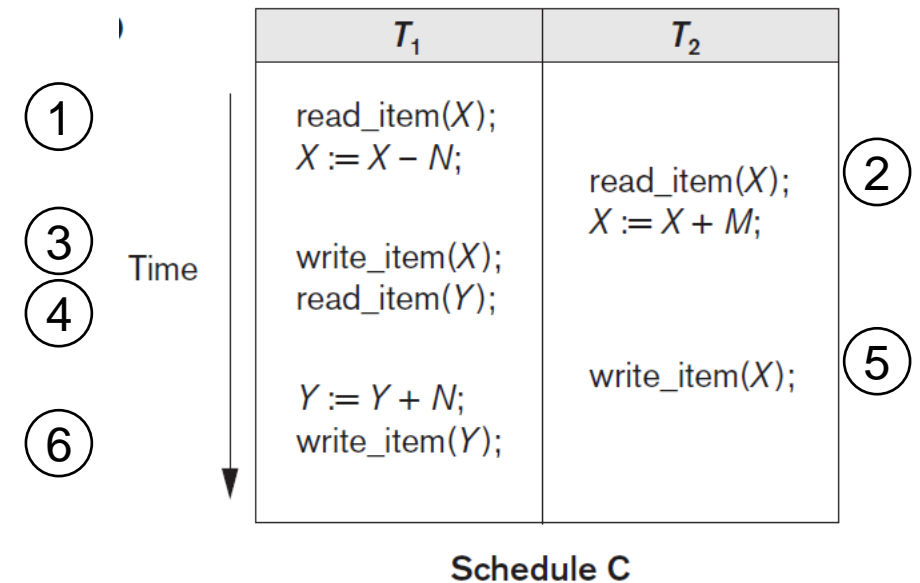 T₁ T₂
① read_item(X);
X := X – N;
read_item(X); ②
X := X + M;
③ write_item(X);
Time
④ read_item(Y);
write_item(X); ⑤
Y := Y + N;
⑥ write_item(Y);
Schedule C